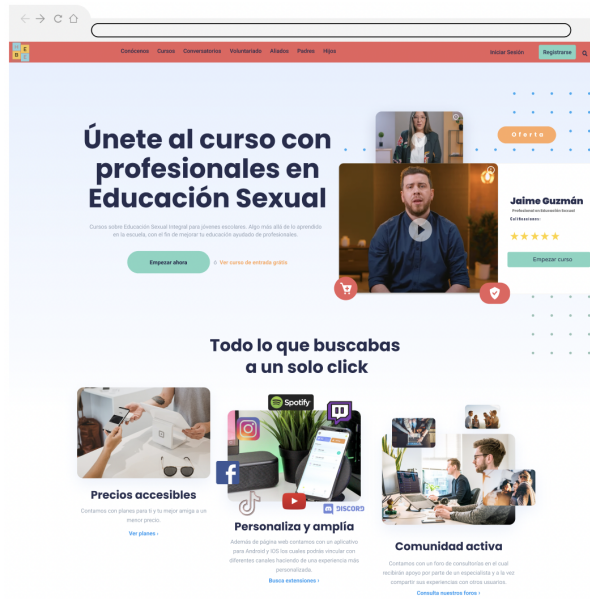 Conócenos Cursos Conversatorios Voluntariado Aliados Padres Hijos Iniciar Sesión Registrarse
B E
B
Únete al curso con
profesionales en
Educación Sexual
Cursos sobre Educación Sexual Integral para jóvenes escolares. Algo más allá de lo aprendido
en la escuela, con el fin de mejorar tu educación ayudado de profesionales.
Empezar ahora
ó Ver curso de entrada grátis
Oferta
Jaime Guzmán
Profesional en Educación Sexual
Empezar curso
Todo lo que buscabas
a un solo click
Precios accesibles
Contamos con planes para ti y tu mejor amigo a un
menor precio.
Ver planes ›
Spotify
DISCORD
Personaliza y amplía
Además de página web contamos con un aplicativo
para Android y IOS los cuales podrás vincular con
diferentes canales haciendo de una experiencia más
personalizada.
Busca extensiones ›
Comunidad activa
Contamos con un foro de consultorías en el cual
recibirán apoyo por parte de un especialista y a la vez
compartir sus experiencias con otros usuarios.
Consulta nuestros foros ›